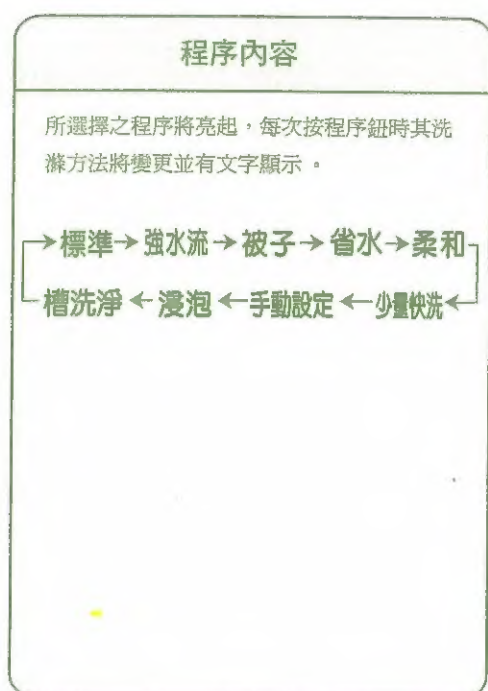 程序內容
所選擇之程序將亮起，每次按程序鈕時其洗
滌方法將變更並有文字顯示。
→標準→強水流→被子→省水→柔和
槽洗淨←浸泡←手動設定←少量快洗←